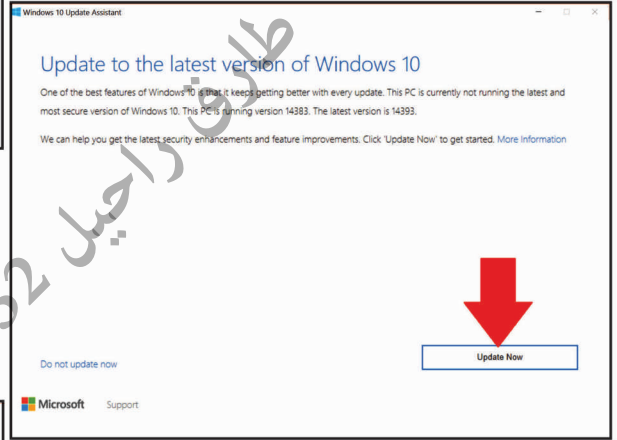 Windows 10 Update Assistant
Update to the latest version of Windows 10
One of the best features of Windows 10 is that it keeps getting better with every update. This PC is currently not running the latest and
most secure version of Windows 10. This PC is running version 14383. The latest version is 14393.
We can help you get the latest security enhancements and feature improvements. Click 'Update Now' to get started. More Information
طارق راحيل
Do not update now
Update Now
Microsoft Support